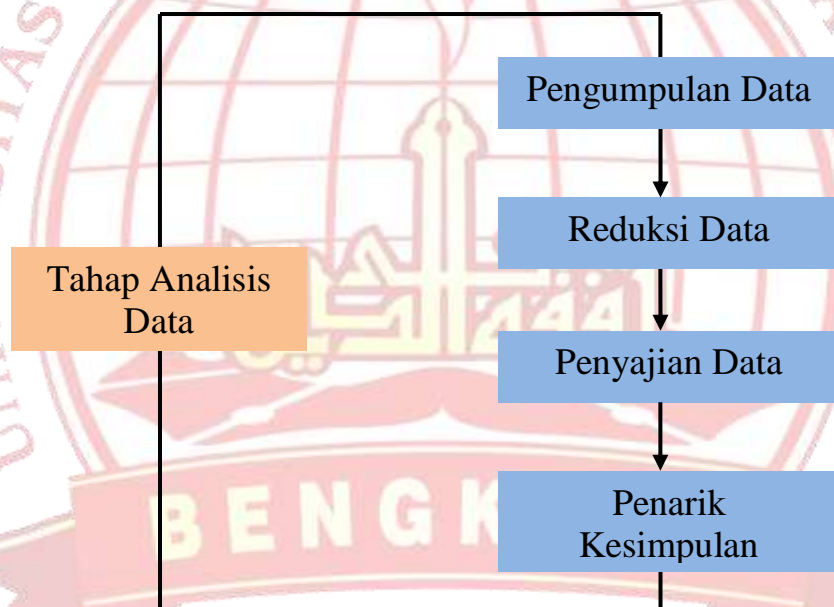 Pengumpulan Data
Reduksi Data
Tahap Analisis
Data
Penyajian Data
Penarik
Kesimpulan
BENGK